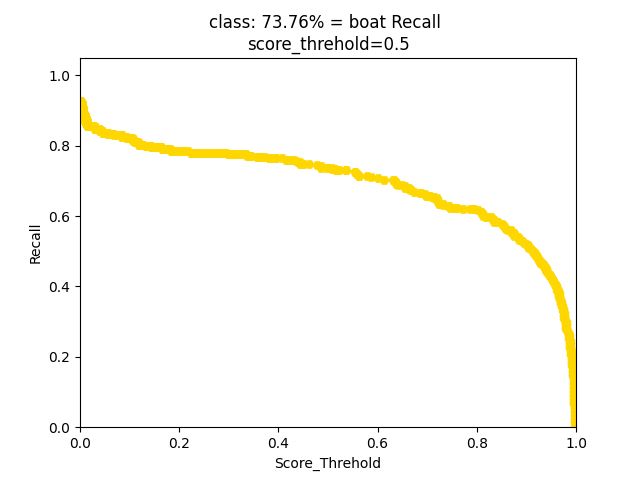 class: 73.76% = boat Recall
score_threhold=0.5
1.0
0.8
0.6
0.4
0.2
0.0
Recall
0.0 0.2 0.4 0.6 0.8 1.0
Score_Threhold